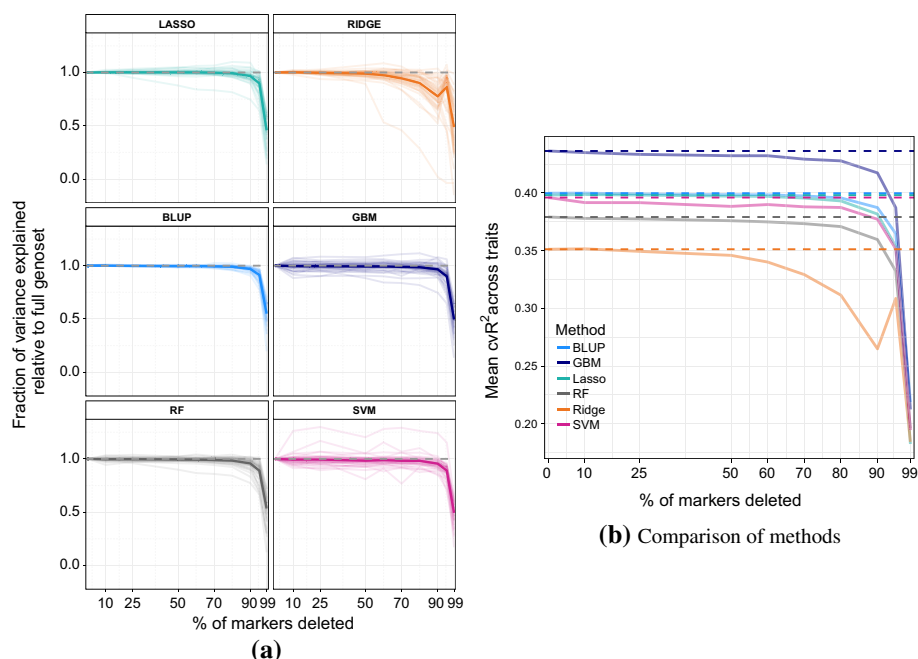 LASSO
RIDGE
1.0
0.5
0.0
BLUP
GBM
1.0
0.5
0.0
RF
SVM
1.0
0.5
0.0
10 25 50 70 90 99
10 25 50 70 90 99
% of markers deleted
Fraction of variance explained
relative to full genoset
(a)
Mean cvR² across traits
0.40
0.35
0.30
0.25
0.20
Method
BLUP
GBM
Lasso
RF
Ridge
SVM
0 10 25 50 60 70 80 90 99
% of markers deleted
(b) Comparison of methods